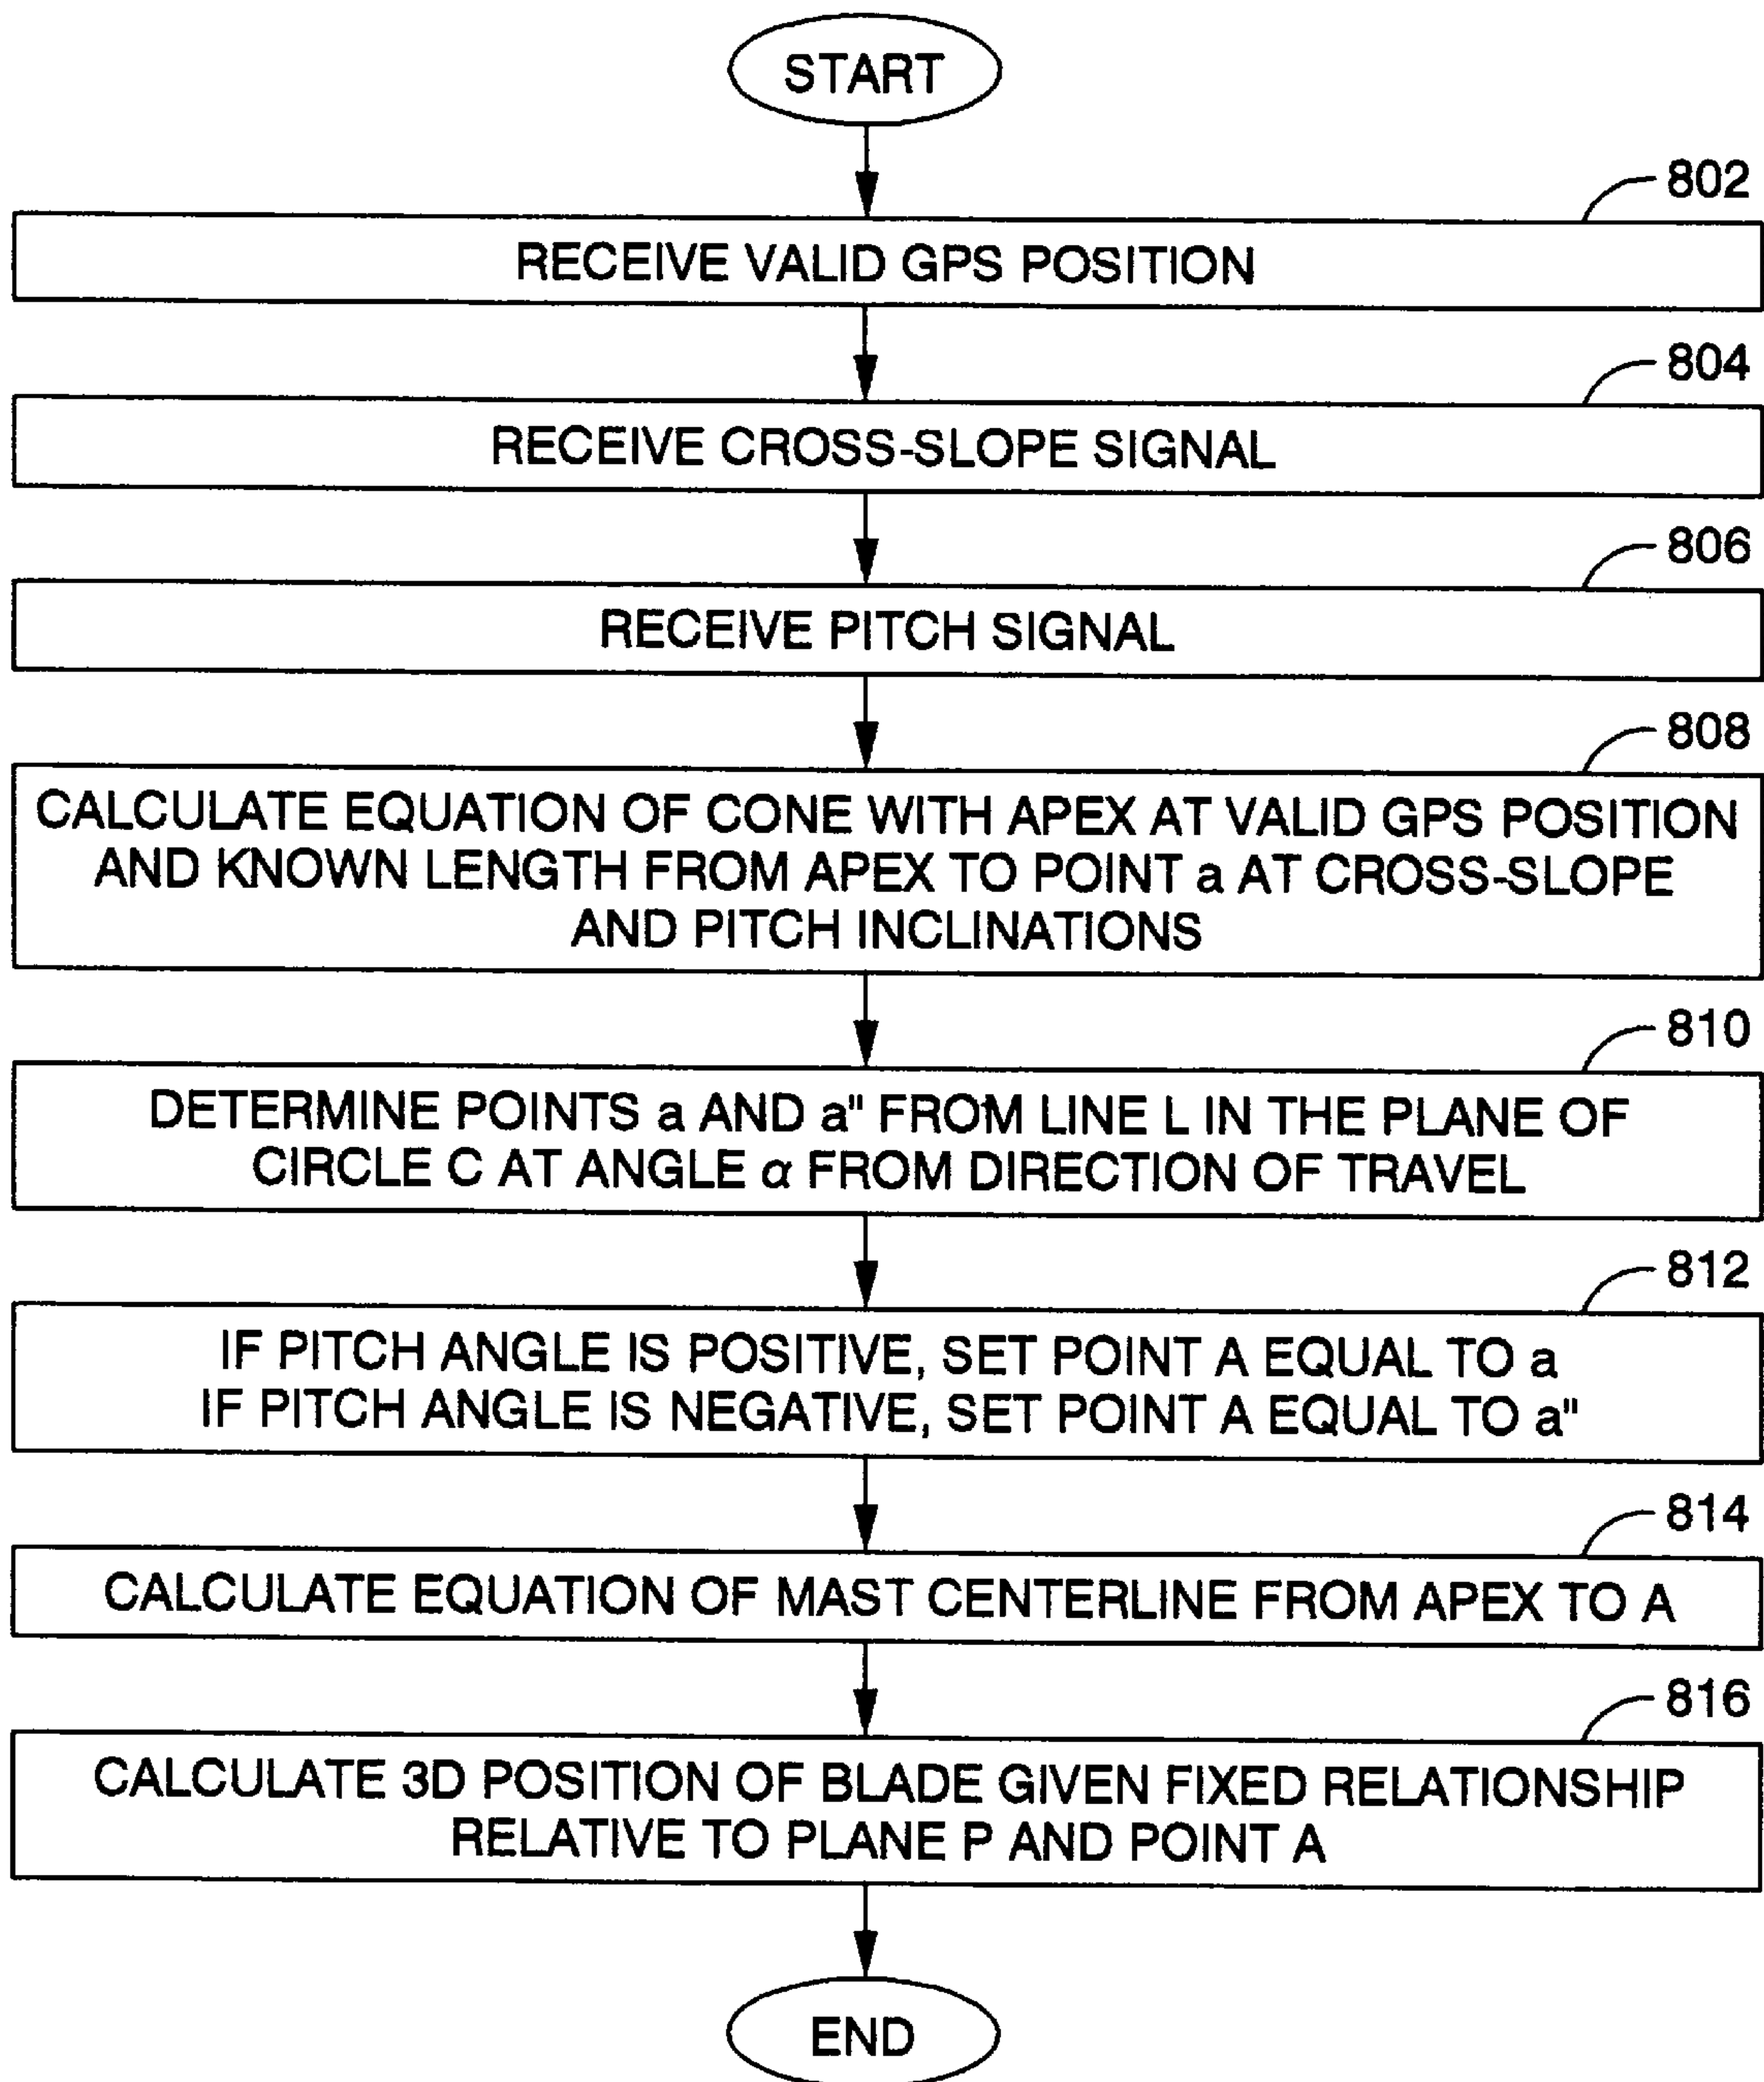 START
802
RECEIVE VALID GPS POSITION
804
RECEIVE CROSS-SLOPE SIGNAL
806
RECEIVE PITCH SIGNAL
808
CALCULATE EQUATION OF CONE WITH APEX AT VALID GPS POSITION
AND KNOWN LENGTH FROM APEX TO POINT a AT CROSS-SLOPE
AND PITCH INCLINATIONS
810
DETERMINE POINTS a AND a" FROM LINE L IN THE PLANE OF
CIRCLE C AT ANGLE α FROM DIRECTION OF TRAVEL
812
IF PITCH ANGLE IS POSITIVE, SET POINT A EQUAL TO a
IF PITCH ANGLE IS NEGATIVE, SET POINT A EQUAL TO a"
814
CALCULATE EQUATION OF MAST CENTERLINE FROM APEX TO A
816
CALCULATE 3D POSITION OF BLADE GIVEN FIXED RELATIONSHIP
RELATIVE TO PLANE P AND POINT A
END